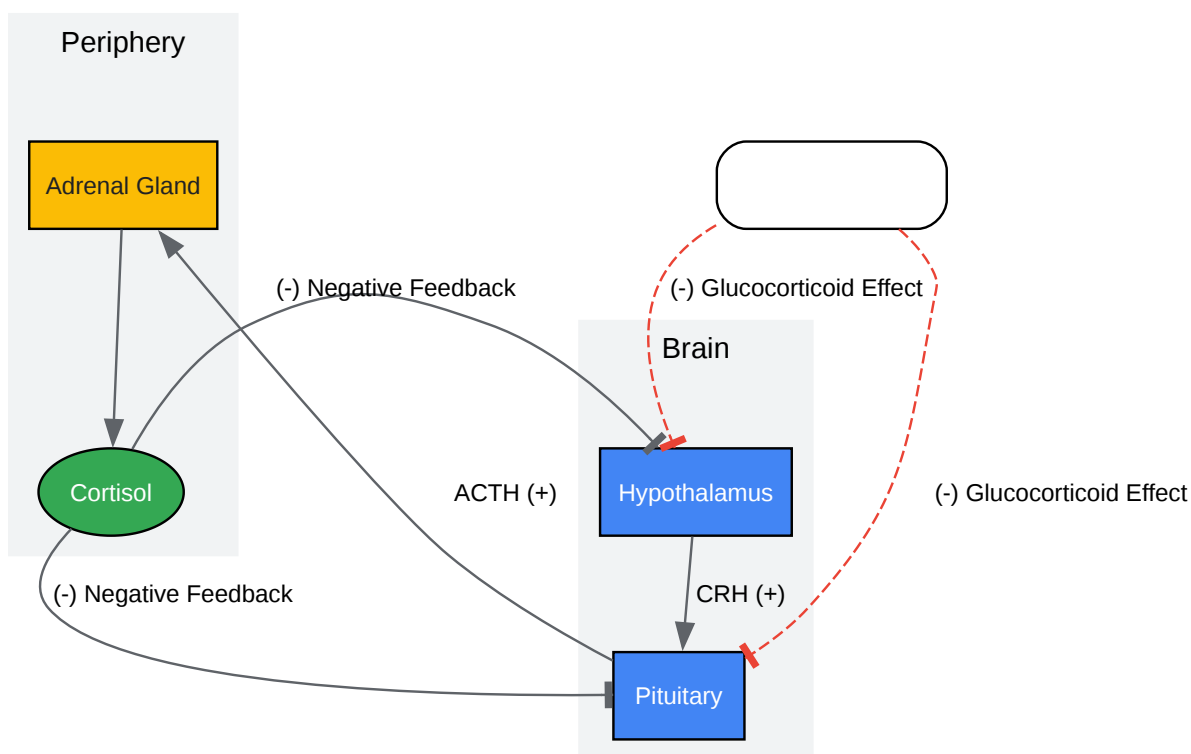 Periphery
Adrenal Gland
(-) Negative Feedback
(-) Glucocorticoid Effect
Brain
Cortisol
ACTH (+)
Hypothalamus
(-) Glucocorticoid Effect
(-) Negative Feedback
CRH (+)
Pituitary